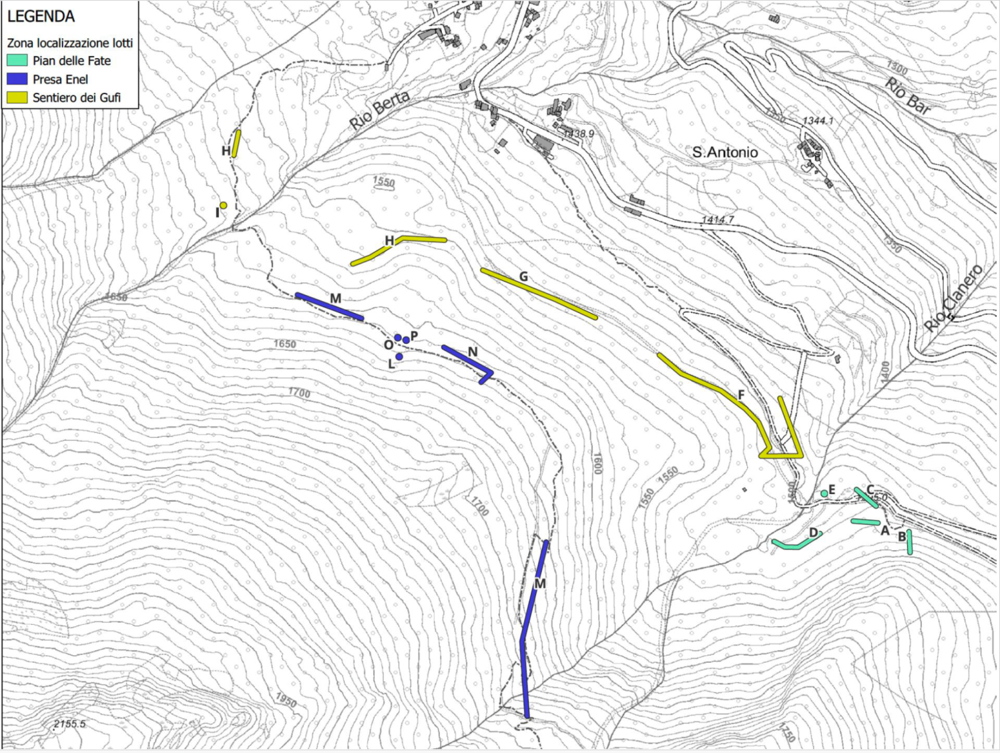 LEGENDA
Zona localizzazione lotti
Pian delle Fate
Presa Enel
Sentiero dei Gufi
1300
Rio Bar
Rio Berta
1350
1344.1
1438.9
H
S.Antonio
1550
I
1414.7
H
1350
G
Rio Clanero
1650
M
1650
P
O
N
L
1400
1700
F
1600
1550
1550
1500
E
C
1700
D
A
B
M
1950
2155.5
1750